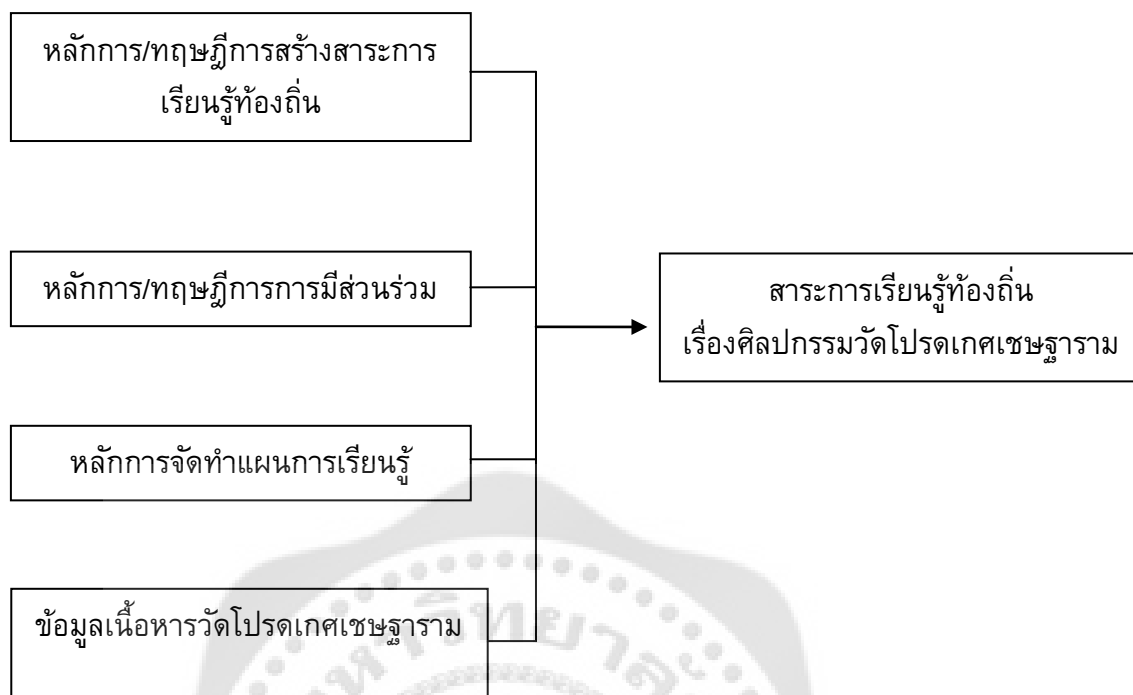 หลักการ/ทฤษฎีการสร้างสาระการ
เรียนรู้ท้องถิ่น
หลักการ/ทฤษฎีการการมีส่วนร่วม
สาระการเรียนรู้ท้องถิ่น
เรื่องศิลปกรรมวัดโปรดเกศเชษฐาราม
หลักการจัดทำแผนการเรียนรู้
ข้อมูลเนื้อหารวัดโปรดเกศเชษฐาราม